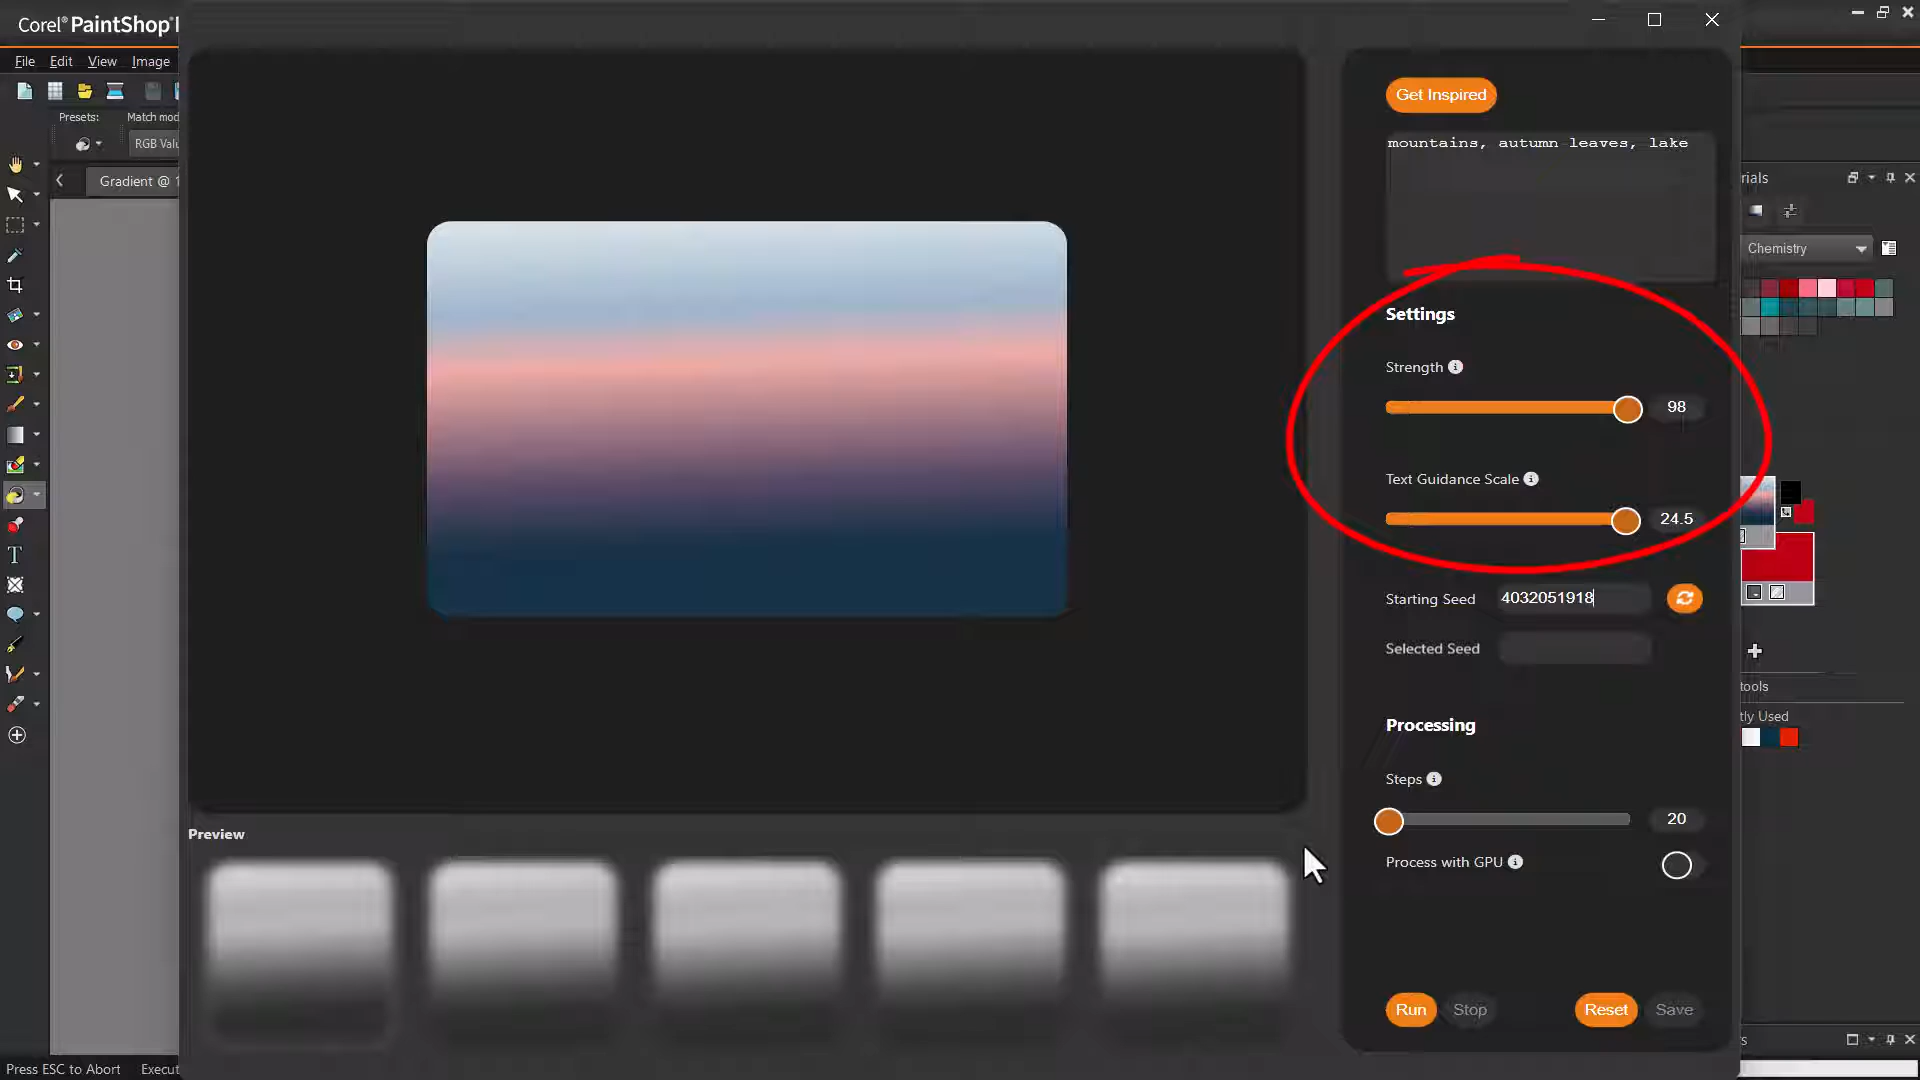 Corel® PaintShop
File Edit View Image
Presets: Match mod
RGB Valu
Gradient @ 1
Get Inspired
mountains, autumn leaves, lake
Settings
Strength
98
Text Guidance Scale
24.5
Starting Seed 4032051918
Selected Seed
Processing
Steps
20
Process with GPU
Run Stop Reset Save
Preview
T
rials
Chemistry
tools
tly Used
s
Press ESC to Abort Execut